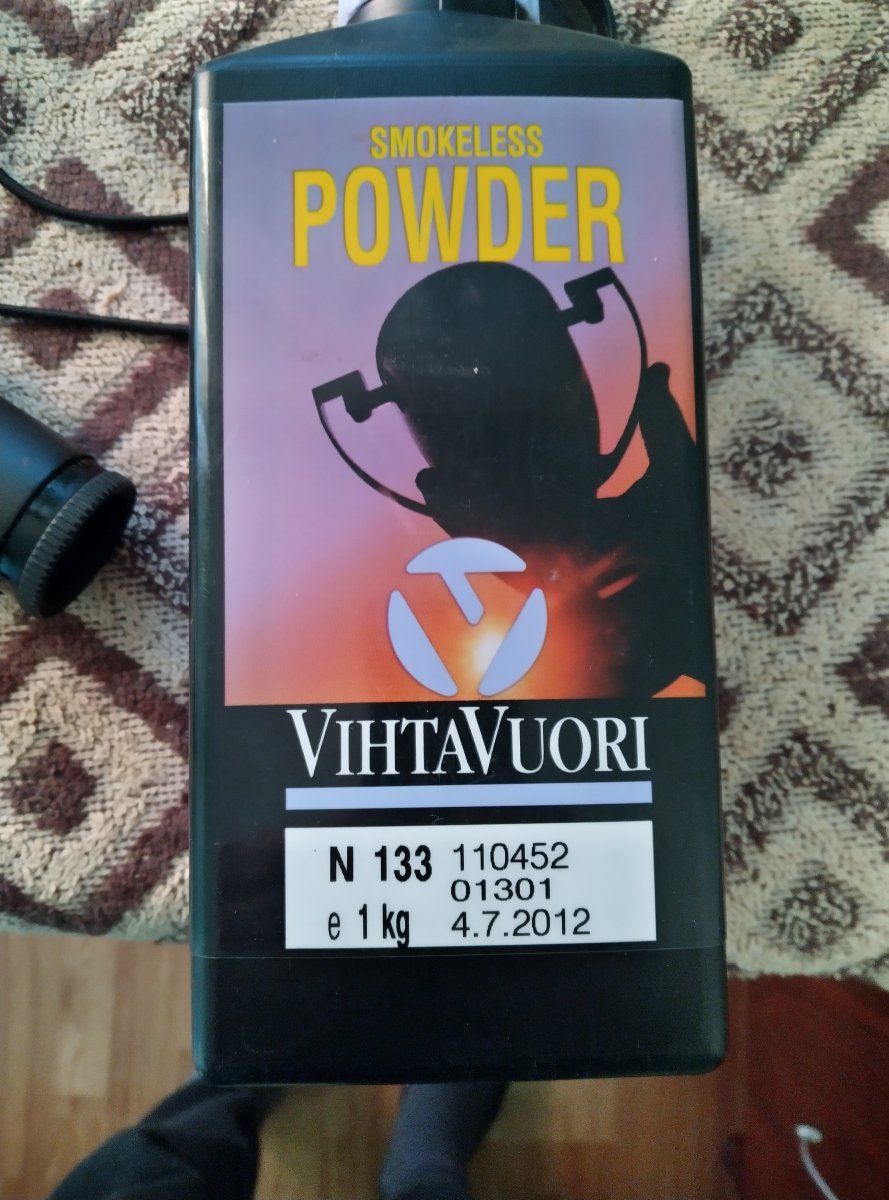 SMOKELESS
POWDER
VIHTAVUORI
N 133 110452
01301
e 1 kg 4.7.2012